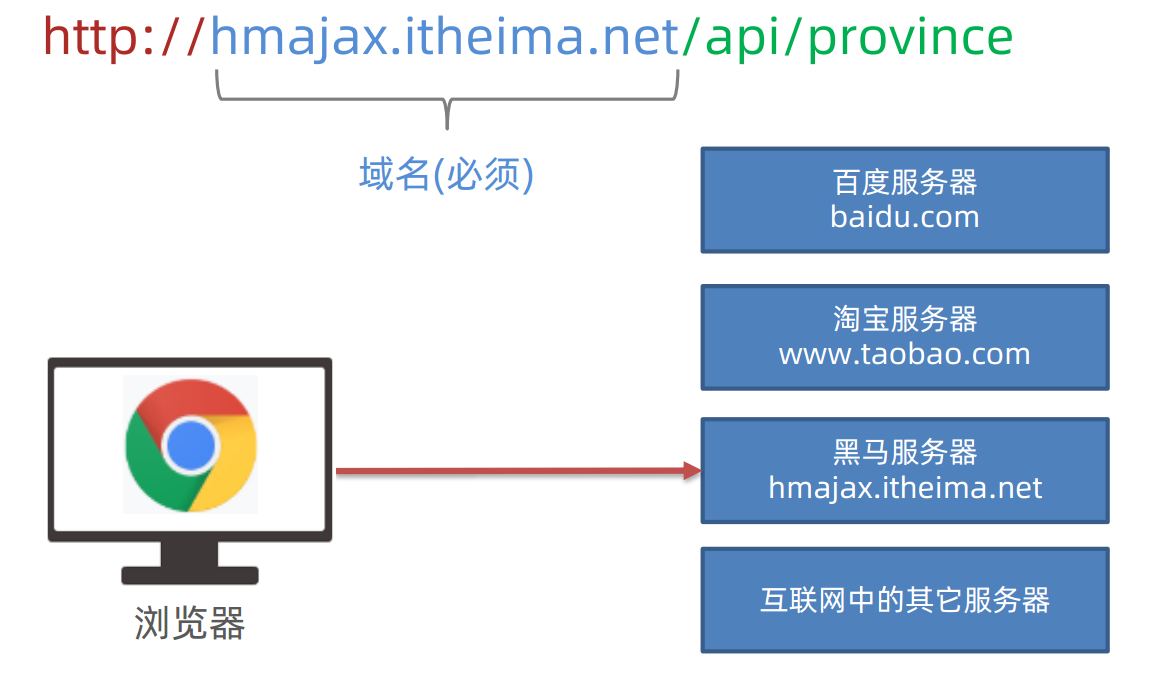 http://hmajax.itheima.net/api/province
域名(必须)
百度服务器
baidu.com
淘宝服务器
www.taobao.com
黑马服务器
hmajax.itheima.net
互联网中的其它服务器
浏览器